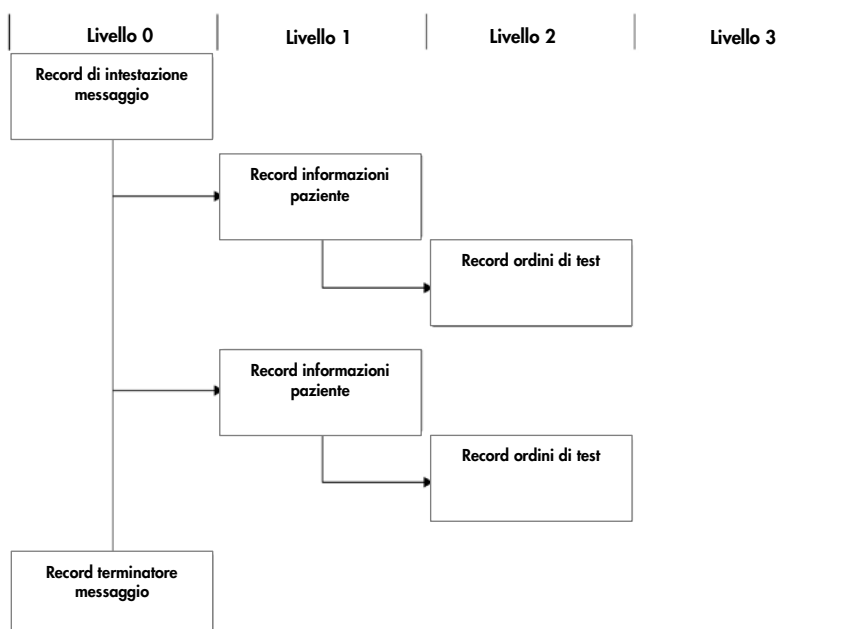 Livello 0
Livello 1
Livello 2
Livello 3
Record di intestazione
messaggio
Record informazioni
paziente
Record ordini di test
Record informazioni
paziente
Record ordini di test
Record terminatore
messaggio